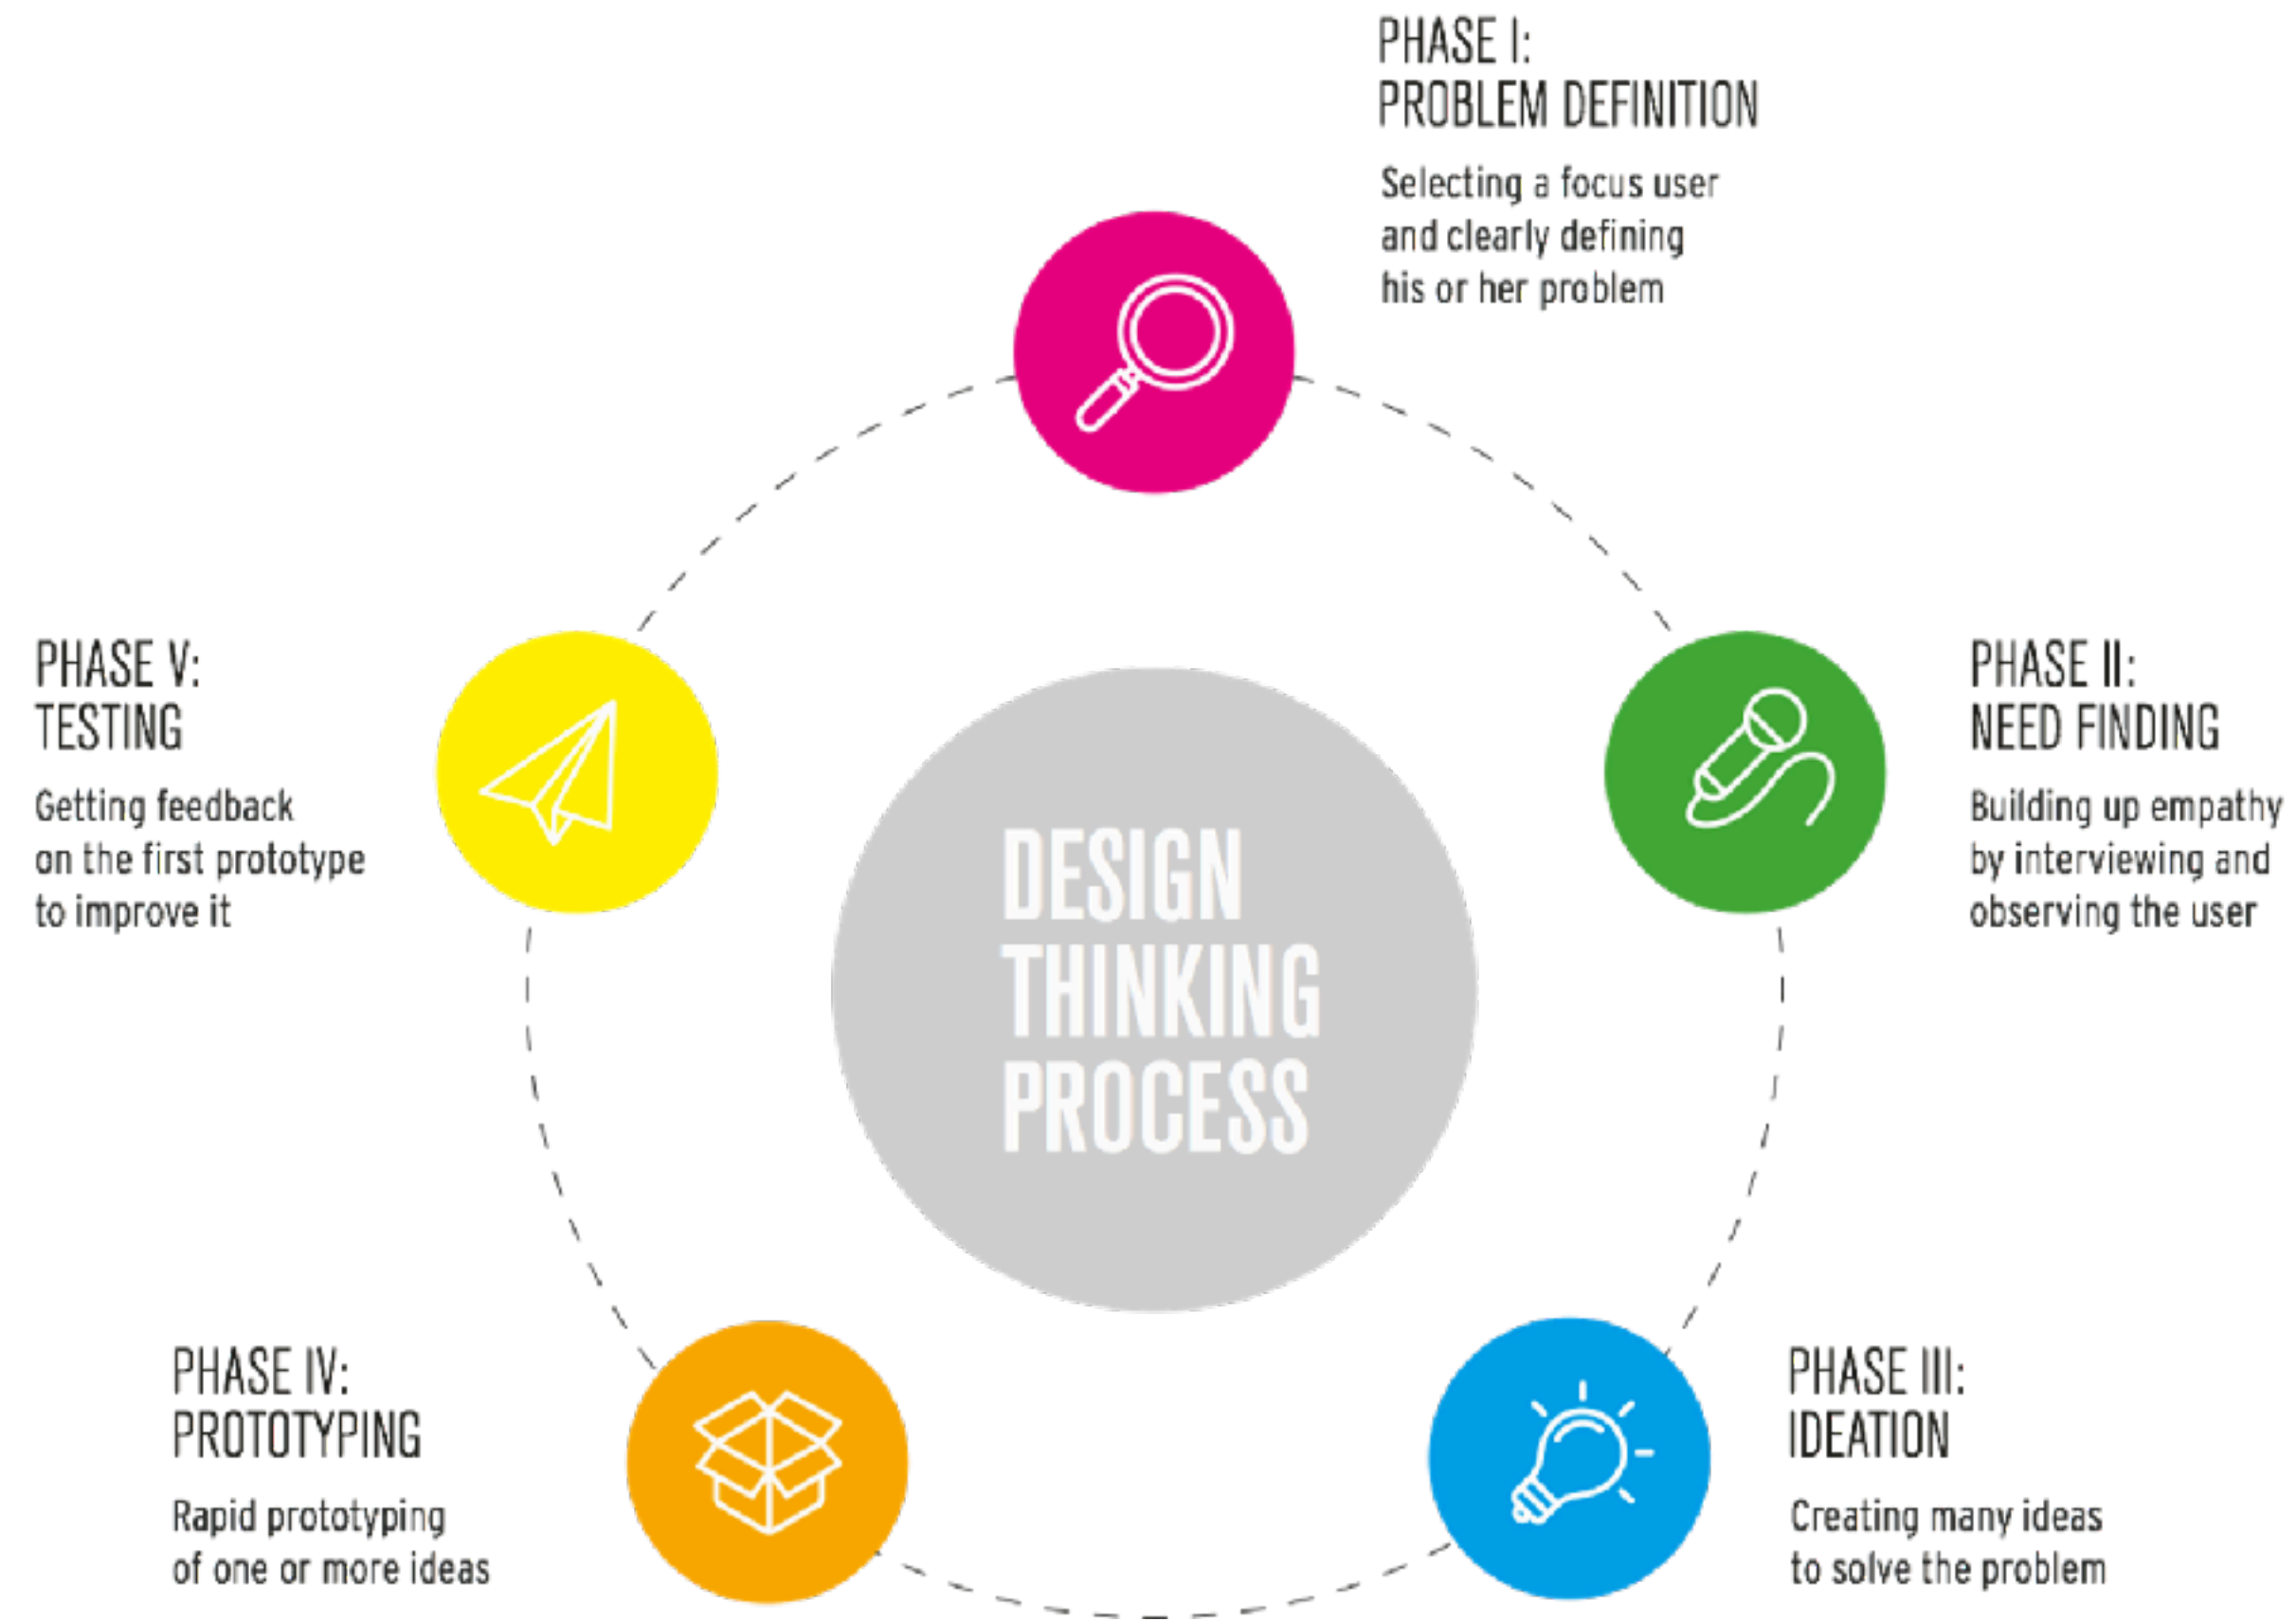 PHASE I:
PROBLEM DEFINITION
Selecting a focus user
and clearly defining
his or her problem
PHASE II:
NEED FINDING
Building up empathy
by interviewing and
observing the user
PHASE III:
IDEATION
Creating many ideas
to solve the problem
PHASE IV:
PROTOTYPING
Rapid prototyping
of one or more ideas
PHASE V:
TESTING
Getting feedback
on the first prototype
to improve it
DESIGN
THINKING
PROCESS